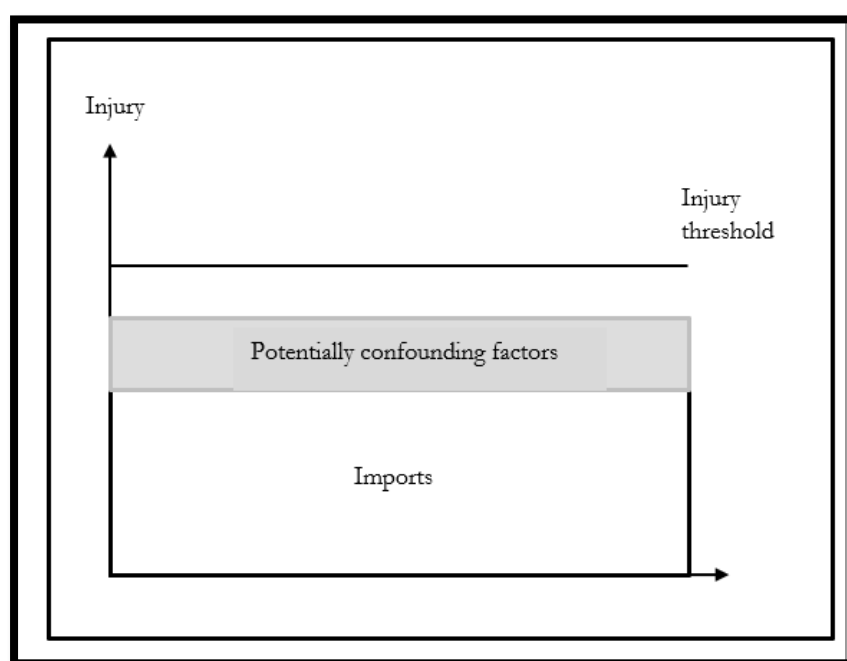 Injury
Injury
threshold
Potentially confounding factors
Imports